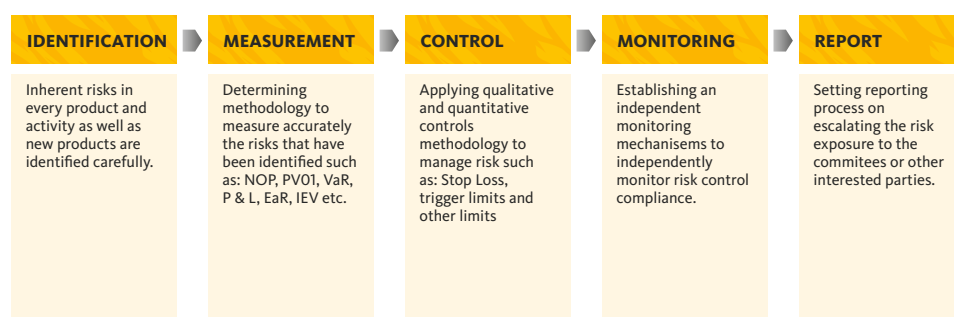 IDENTIFICATION
Inherent risks in
every product and
activity as well as
new products are
identified carefully.
MEASUREMENT
Determining
methodology to
measure accurately
the risks that have
been identified such
as: NOP, PV01, VaR,
P & L, EaR, IEV etc.
CONTROL
Applying qualitative
and quantitative
controls
methodology to
manage risk such
as: Stop Loss,
trigger limits and
other limits
MONITORING
Establishing an
independent
monitoring
mechanisems to
independently
monitor risk control
compliance.
REPORT
Setting reporting
process on
escalating the risk
exposure to the
commitees or other
interested parties.